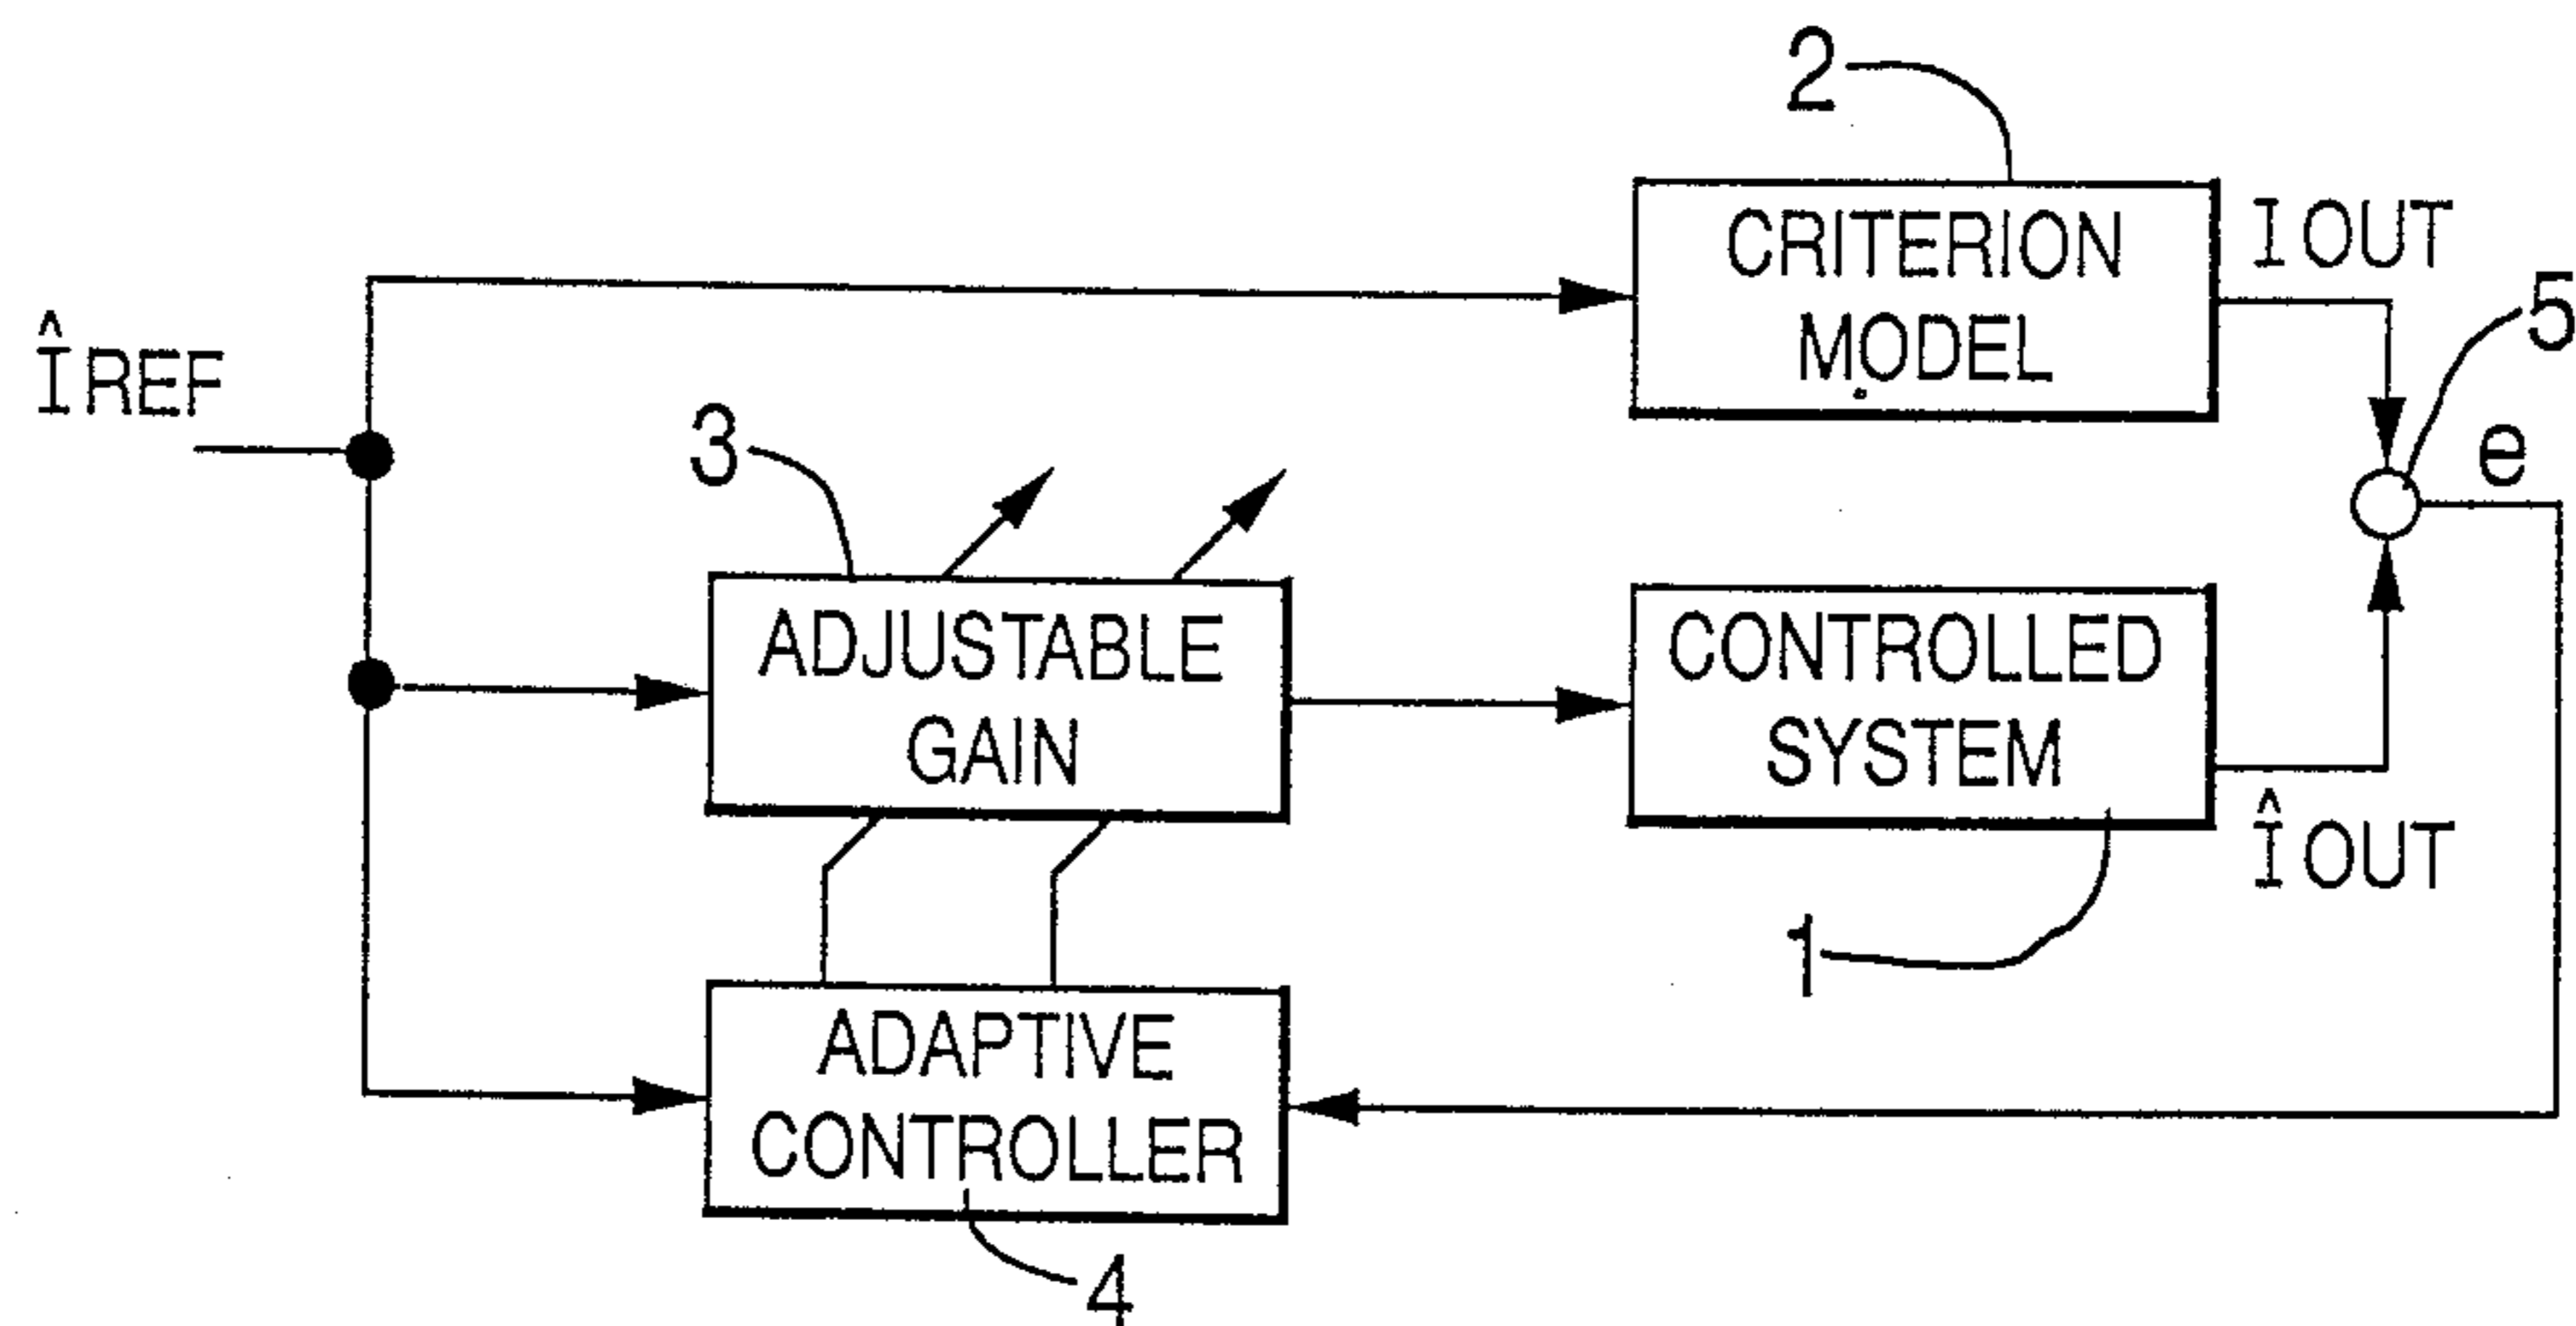 2
CRITERION
MODEL
IOUT
5
ÎREF
3
e
ADJUSTABLE
GAIN
CONTROLLED
SYSTEM
ÎOUT
1
ADAPTIVE
CONTROLLER
4